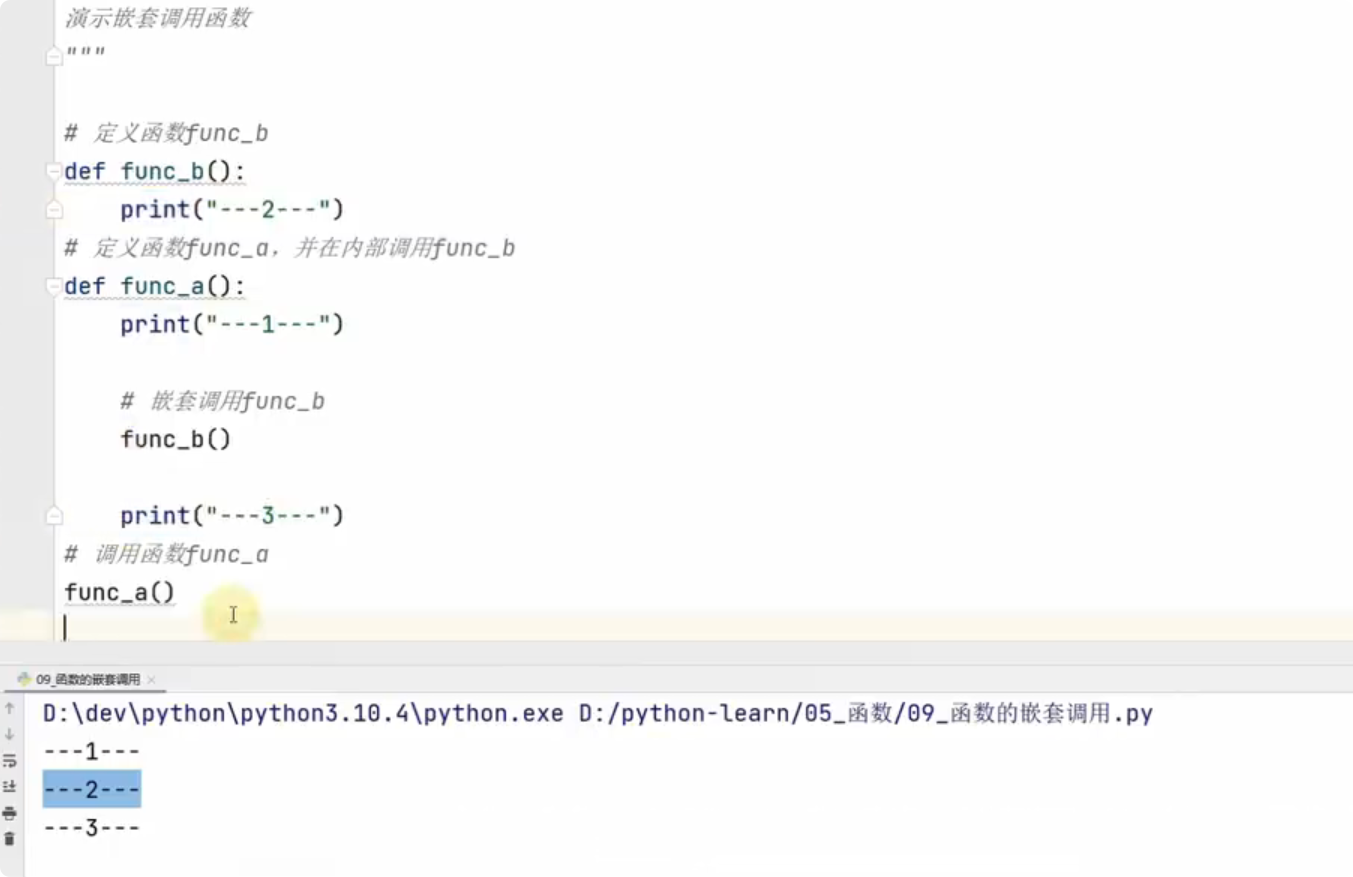 演示嵌套调用函数
"""
# 定义函数func_b
def func_b():
    print("---2---")
# 定义函数func_a，并在内部调用func_b
def func_a():
    print("---1---")
    # 嵌套调用func_b
    func_b()
    print("---3---")
# 调用函数func_a
func_a()
09_函数的嵌套调用
D:\dev\python\python3.10.4\python.exe D:/python-learn/05_函数/09_函数的嵌套调用.py
---1---
---2---
---3---